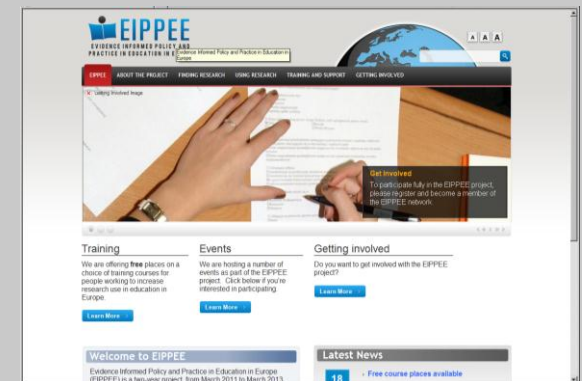 EIPPEE
EVIDENCE INFORMED POLICY AND
PRACTICE IN EDUCATION IN E
Evidence Informed Policy and Practice in Education in
Europe
A A A
EIPPEE ABOUT THE PROJECT FINDING RESEARCH USING RESEARCH TRAINING AND SUPPORT GETTING INVOLVED
Getting Involved Image
Get Involved
To participate fully in the EIPPEE project,
please register and become a member of
the EIPPEE network
Training
We are offering free places on a
choice of training courses for
people working to increase
research use in education in
Europe.
Learn More
Events
We are hosting a number of
events as part of the EIPPEE
project. Click below if you're
interested in participating.
Learn More
Getting involved
Do you want to get involved with the EIPPEE
project?
Learn More
Welcome to EIPPEE
Evidence Informed Policy and Practice in Education in Europe
(EIPPEE) is a two-year project, from March 2011 to March 2013
Latest News
18
Free course places available